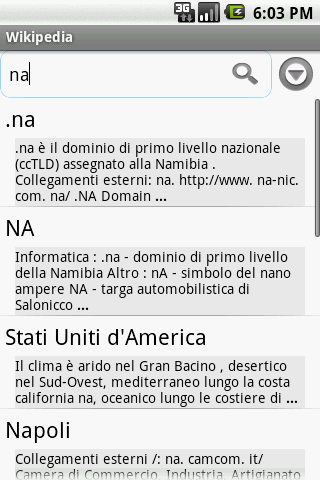 3G 6:03 PM
Wikipedia
na
.na
.na è il dominio di primo livello nazionale
(ccTLD) assegnato alla Namibia .
Collegamenti esterni: na. http://www. na-nic.
com. na/ .NA Domain ...
NA
Informatica : .na - dominio di primo livello
della Namibia Altro : nA - simbolo del nano
ampere NA - targa automobilistica di
Salonicco ...
Stati Uniti d'America
Il clima è arido nel Gran Bacino , desertico
nel Sud-Ovest, mediterraneo lungo la costa
california na, oceanico lungo le costiere di ...
Napoli
Collegamenti esterni /: na. camcom. it/
Camera di Commercio, Industria, Artigianato